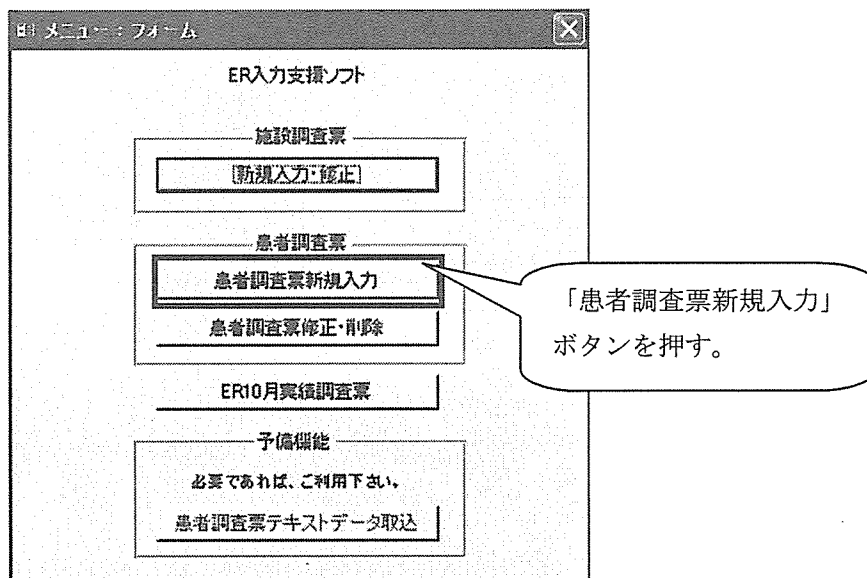 メニュー：フォーム
ER入力支援ソフト
施設調査票
新規入力・修正
患者調査票
患者調査票新規入力
患者調査票修正・削除
「患者調査票新規入力」
ボタンを押す。
ER10月実績調査票
予備機能
必要であれば、ご利用下さい。
患者調査票テキストデータ取込